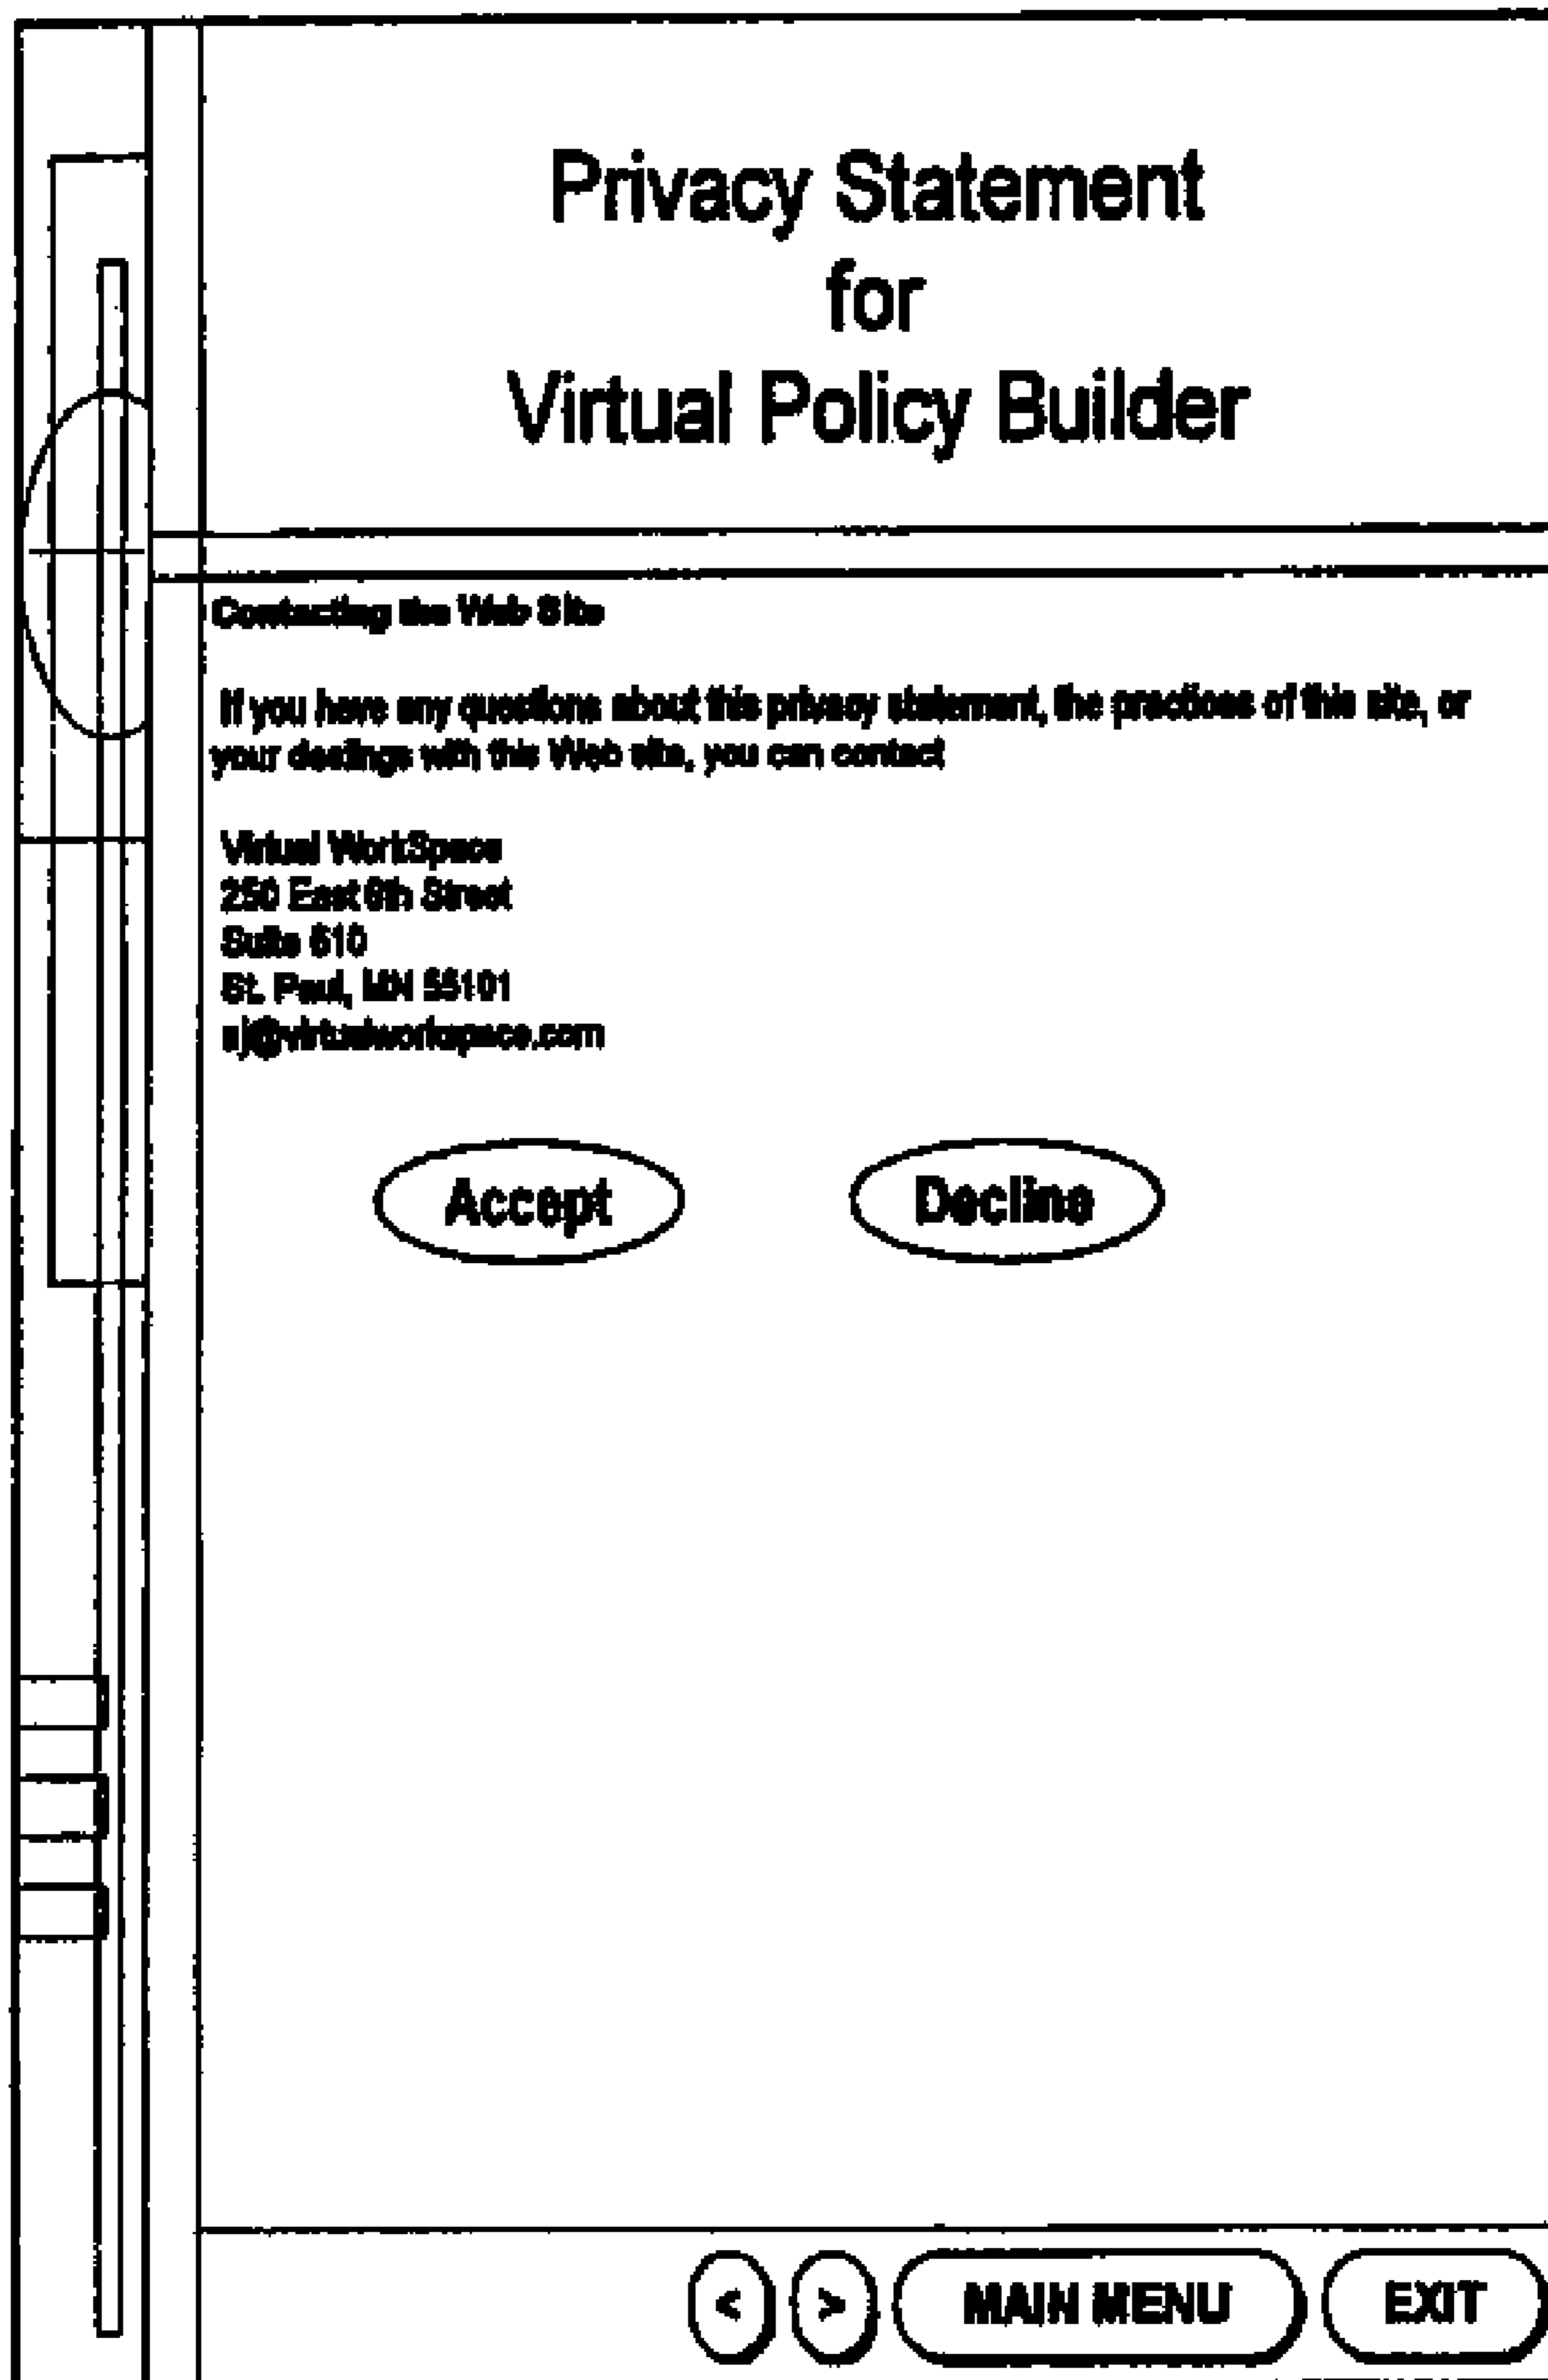 Privacy Statement
for
Virtual Policy Builder
Contacting the Web Site
If you have any questions about this privacy statement, the practices of this site, or
your dealings with this Web site, you can contact
Virtual WorkSpace
250 East 6th Street
Suite 610
St. Paul, MN 55101
Accept
Decline
<
>
MAIN MENU
EXIT